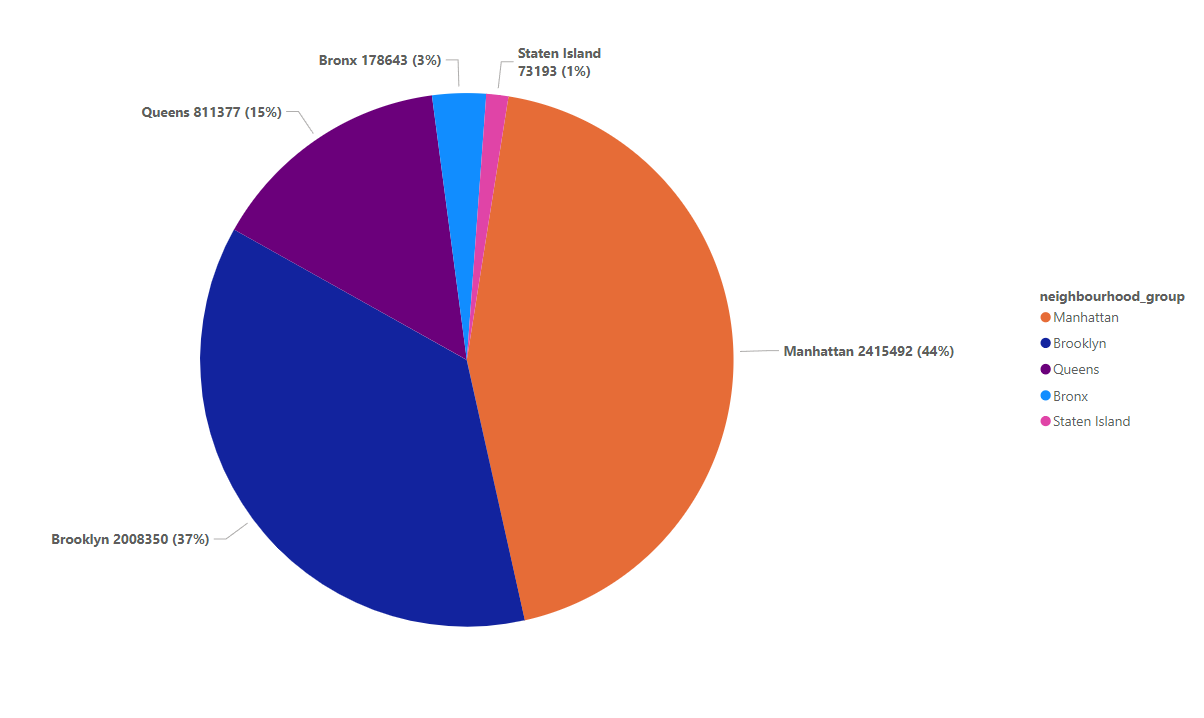 Staten Island
73193 (1%)
Bronx 178643 (3%)
Queens 811377 (15%)
Manhattan 2415492 (44%)
Brooklyn 2008350 (37%)
neighbourhood_group
Manhattan
Brooklyn
Queens
Bronx
Staten Island